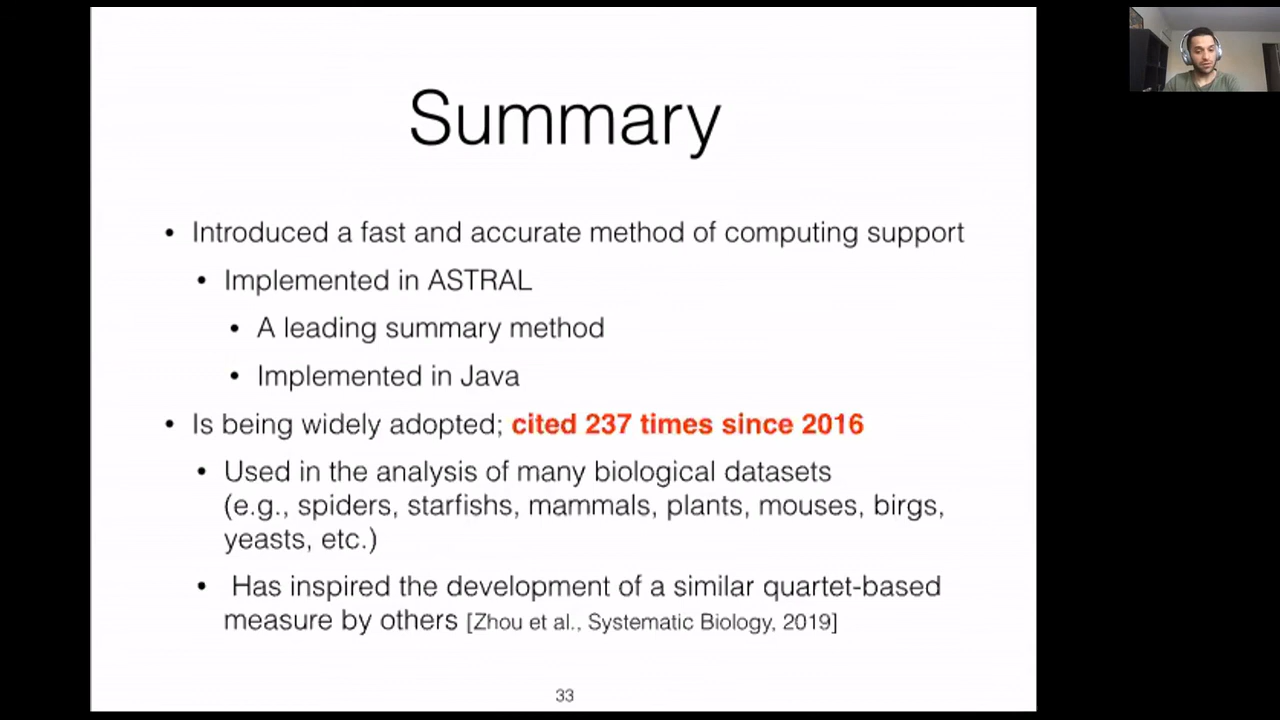 Summary
• Introduced a fast and accurate method of computing support
• Implemented in ASTRAL
• A leading summary method
• Implemented in Java
• Is being widely adopted; cited 237 times since 2016
• Used in the analysis of many biological datasets
(e.g., spiders, starfishs, mammals, plants, mouses, birgs,
yeasts, etc.)
• Has inspired the development of a similar quartet-based
measure by others [Zhou et al., Systematic Biology, 2019]
33